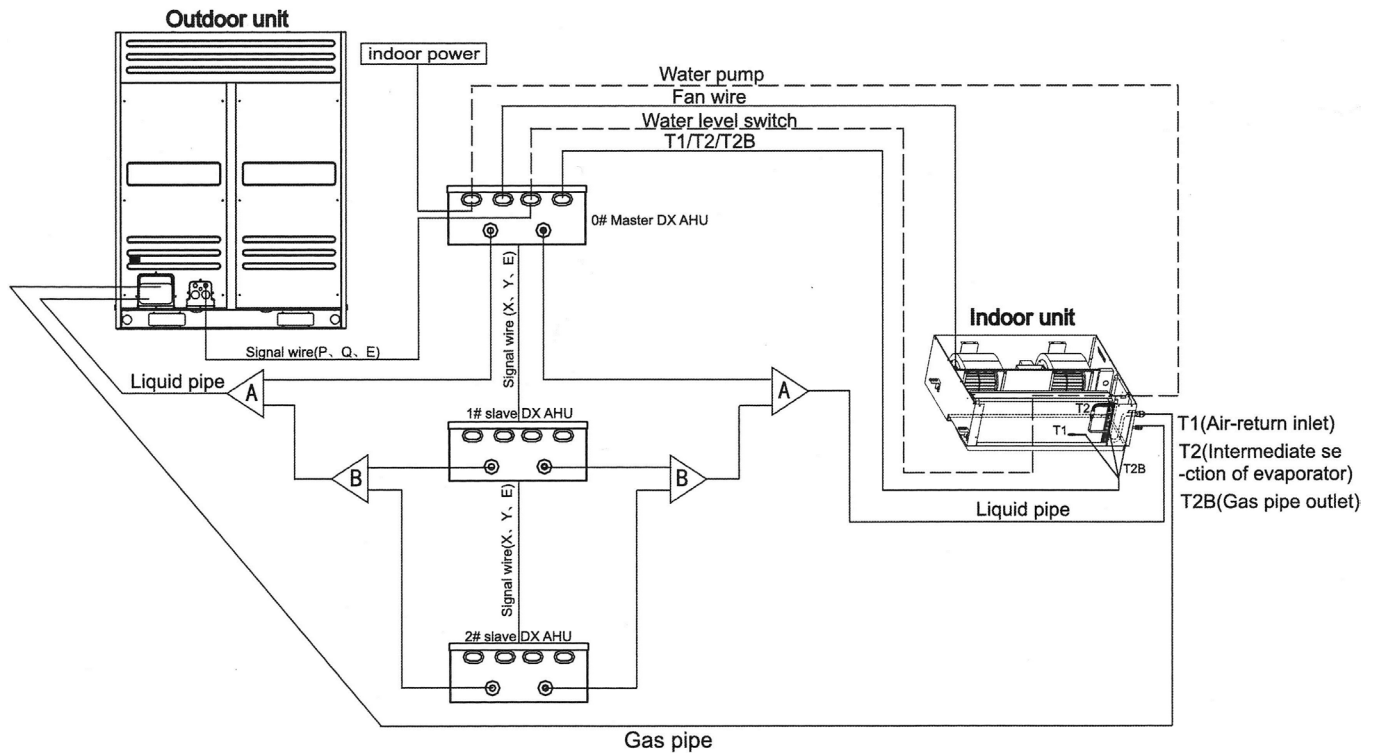 Outdoor unit
indoor power
Water pump
Fan wire
Water level switch
T1/T2/T2B
0# Master DX AHU
Signal wire (X、Y、E)
Signal wire(P、Q、E)
Liquid pipe
A
A
Indoor unit
T2
T1
T2B
T1(Air-return inlet)
T2(Intermediate se
-ction of evaporator)
T2B(Gas pipe outlet)
1# slave DX AHU
B
B
Liquid pipe
Signal wire(X、Y、E)
2# slave DX AHU
Gas pipe